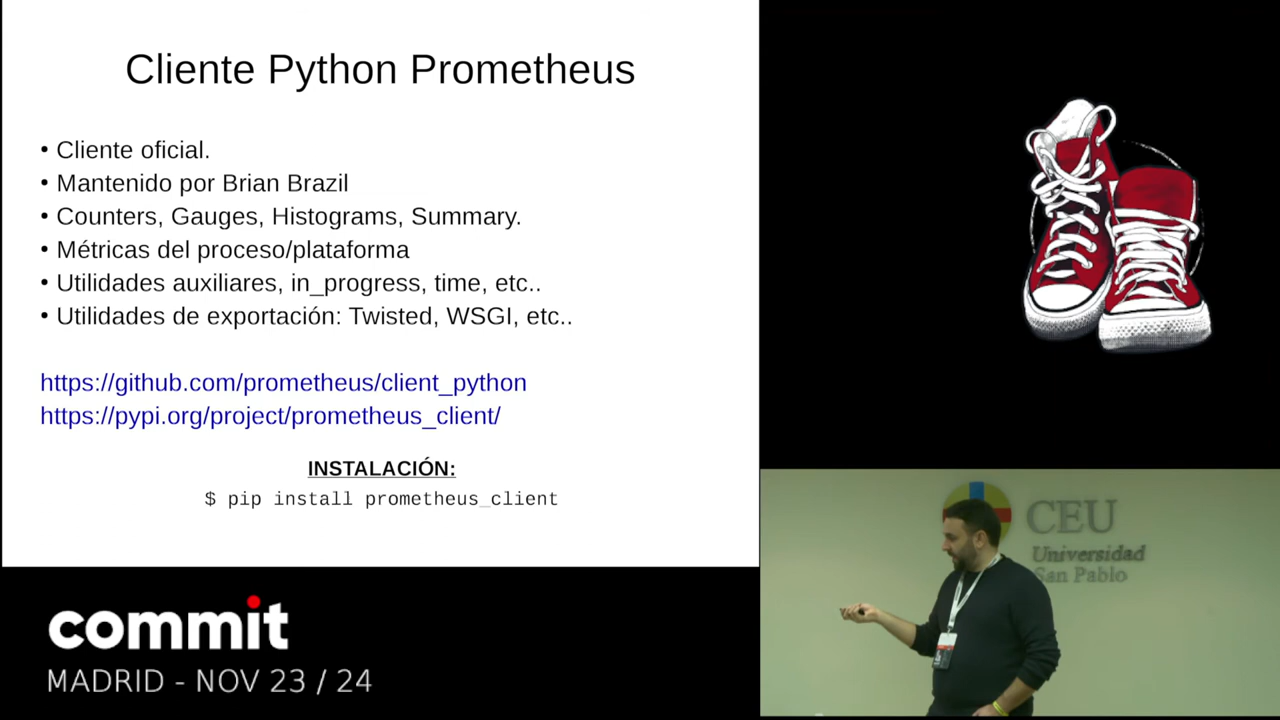 Cliente Python Prometheus
• Cliente oficial.
• Mantenido por Brian Brazil
• Counters, Gauges, Histograms, Summary.
• Métricas del proceso/plataforma
• Utilidades auxiliares, in_progress, time, etc..
• Utilidades de exportación: Twisted, WSGI, etc..
https://github.com/prometheus/client_python
https://pypi.org/project/prometheus_client/
INSTALACIÓN:
$ pip install prometheus_client
commit
MADRID - NOV 23 / 24
CEU
Universidad
San Pablo